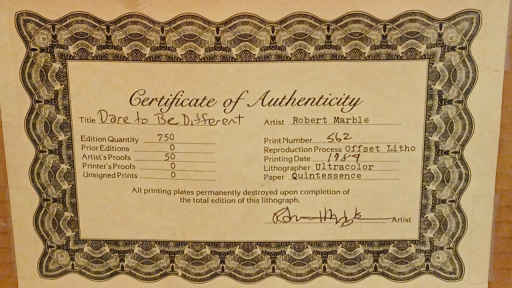 Certificate of Authenticity
Title Dare to Be Different
Artist Robert Marble
Edition Quantity 750
Prior Editions 0
Artist's Proofs 50
Printer's Proofs 0
Unsigned Prints 0
Print Number 562
Reproduction Process Offset Litho
Printing Date 1989
Lithographer Ultracolor
Paper Quintessence
All printing plates permanently destroyed upon completion of
the total edition of this lithograph.
Artist